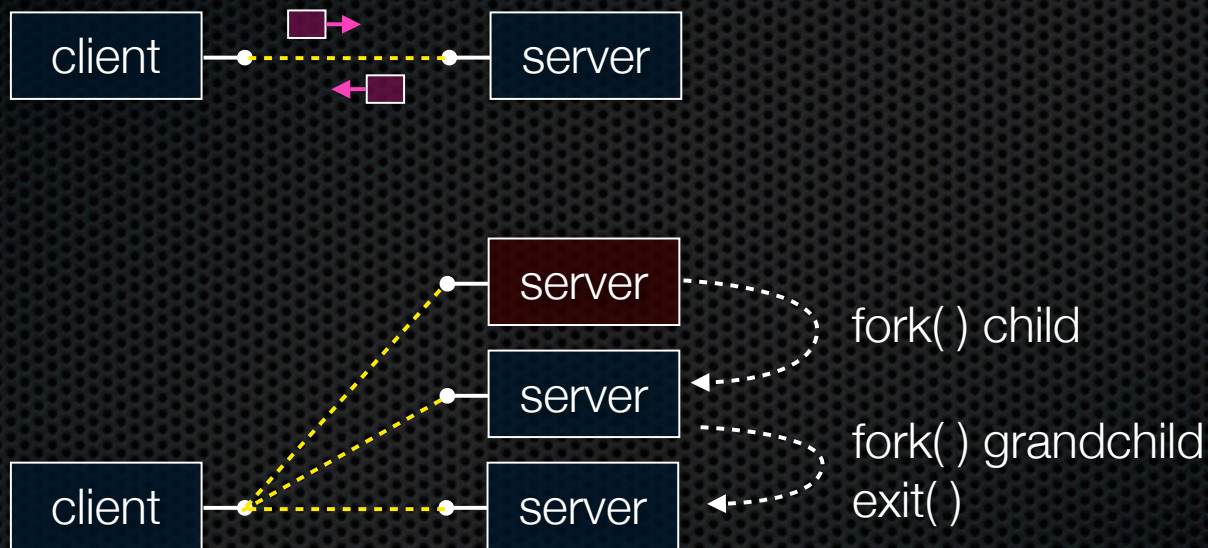 client
server
server
fork( ) child
server
fork( ) grandchild
exit( )
client
server